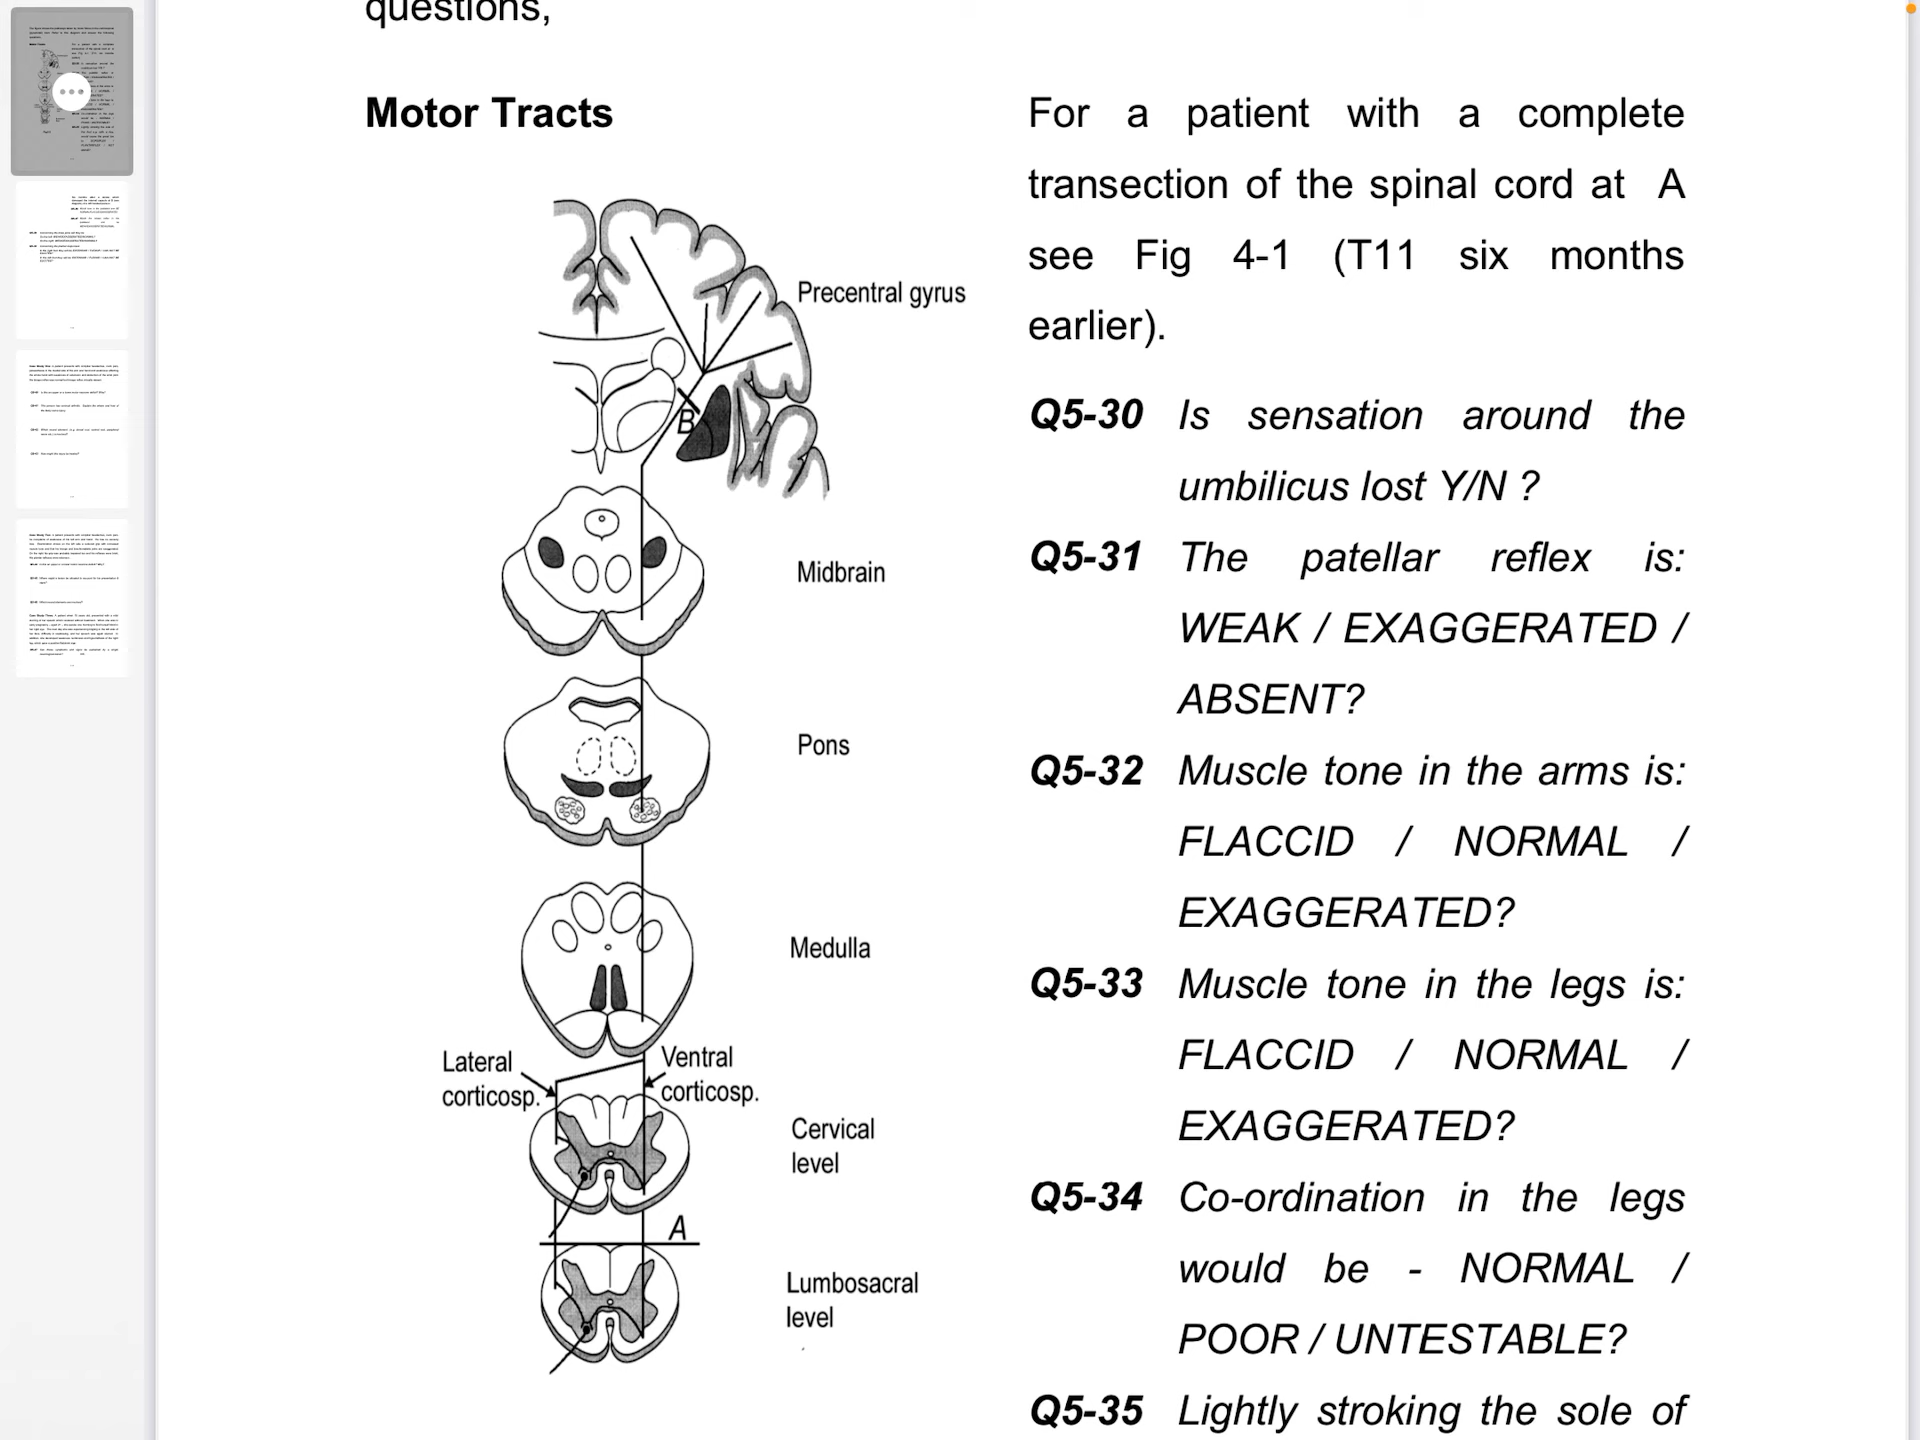 questions,
Motor Tracts
Precentral gyrus
B
Midbrain
Pons
Medulla
Lateral
corticosp.
Ventral
corticosp.
Cervical
level
A
Lumbosacral
level
For a patient with a complete
transection of the spinal cord at A
see Fig 4-1 (T11 six months
earlier).
Q5-30 Is sensation around the
umbilicus lost Y/N ?
Q5-31 The patellar reflex is:
WEAK / EXAGGERATED /
ABSENT?
Q5-32 Muscle tone in the arms is:
FLACCID / NORMAL /
EXAGGERATED?
Q5-33 Muscle tone in the legs is:
FLACCID / NORMAL /
EXAGGERATED?
Q5-34 Co-ordination in the legs
would be - NORMAL /
POOR / UNTESTABLE?
Q5-35 Lightly stroking the sole of